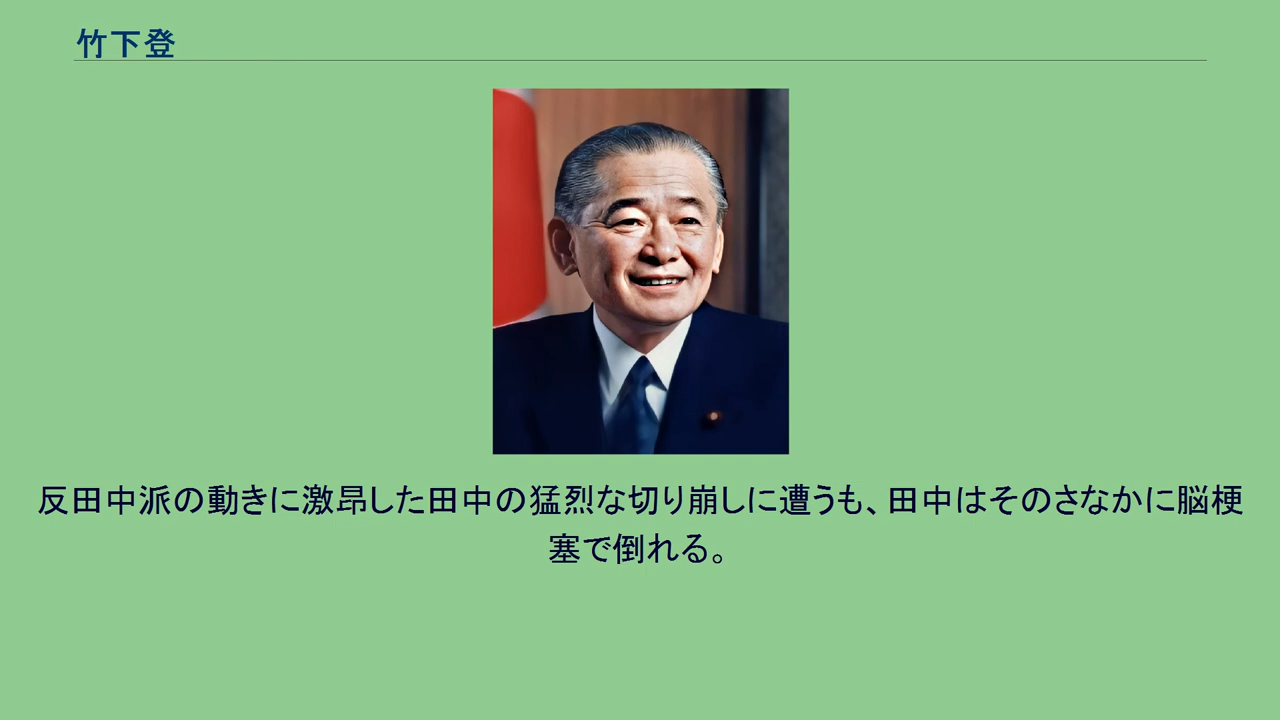 竹下登
反田中派の動きに激昂した田中の猛烈な切り崩しに遭うも、田中はそのさなかに脳梗
塞で倒れる。